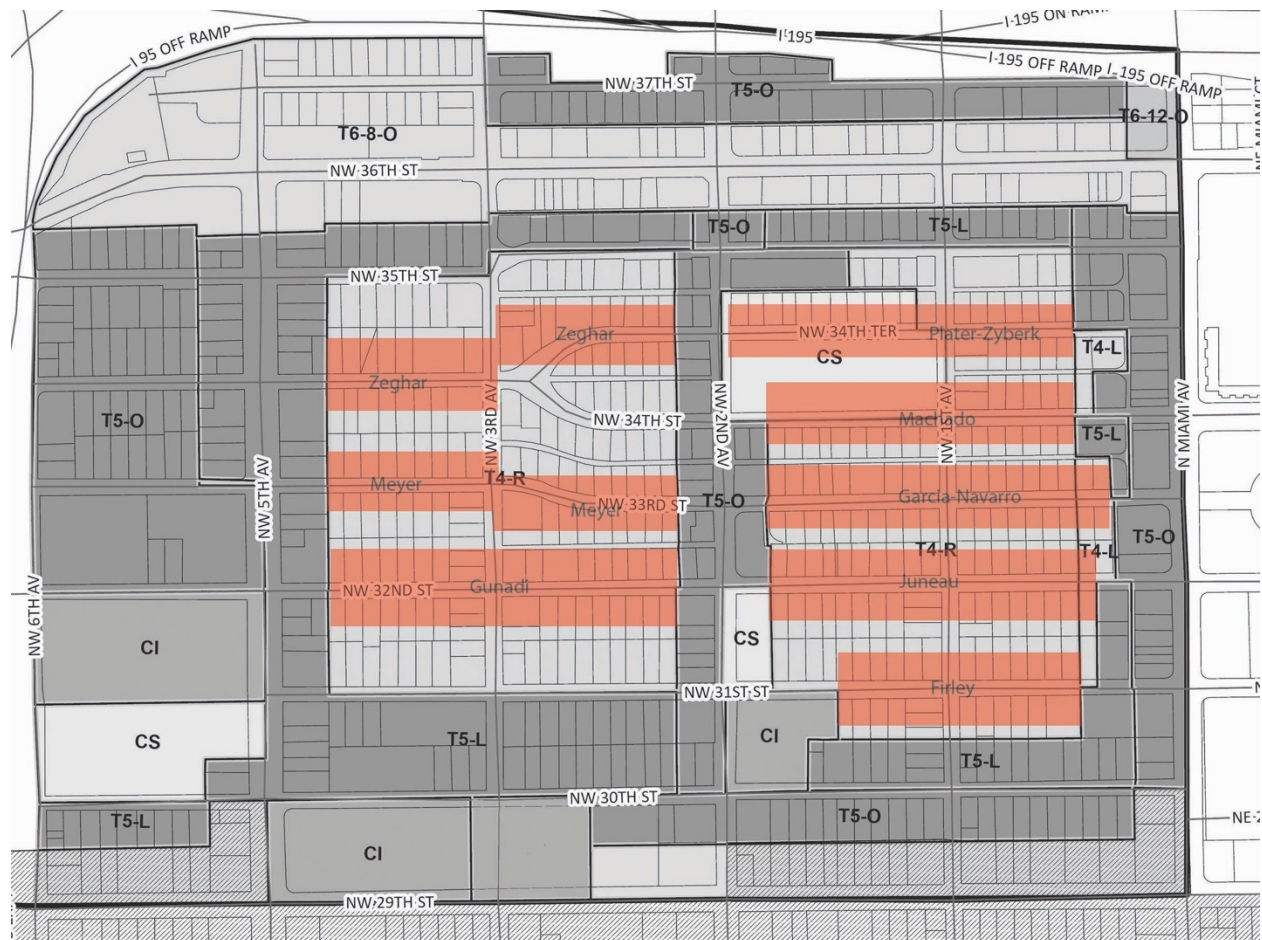 I-195 ON RAMP
I 95 OFF RAMP
I-195
I-195 OFF RAMP
I-195 OFF RAMP
NW 37TH ST
T5-O
T6-12-O
T6-8-O
NE MIAMI CT
NW 36TH ST
T5-O
T5-L
NW 35TH ST
Zeghar
NW 34TH TER
Plater-Zyberk
CS
T4-L
Zeghar
NW 3RD AV
NW 2ND AV
NW 1ST AV
N MIAMI AV
T5-O
NW 34TH ST
Machado
T5-L
NW 5TH AV
Meyer
T4-R
NW 33RD ST
Meyer
T5-O
Garcia-Navarro
T5-O
T4-R
T4-L
NW 32ND ST
Gunadi
Juneau
NW 6TH AV
CI
CS
NW 31ST ST
Firley
N
CS
T5-L
CI
T5-L
NW 30TH ST
T5-L
T5-O
NE 2
CI
NW 29TH ST